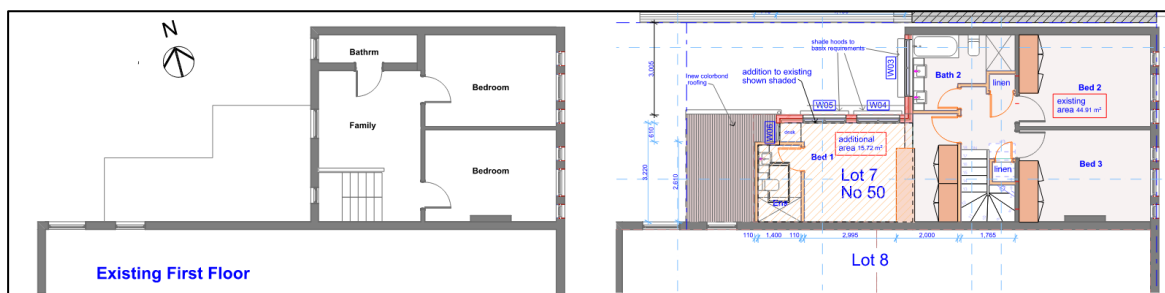 N
Bathrm
Bedroom
Family
Bedroom
Existing First Floor
shade hoods to
basix requirements
3,005
new colorbond
roofing
addition to existing
shown shaded
W03
W05
W04
W06
Bath 2
linen
Bed 2
existing
area 44.91 m²
610
3,220
2,610
desk
additional
area 15.72 m²
Bed 1
Lot 7
No 50
Ens
linen
Bed 3
110
1,400
110
2,995
2,000
1,765
Lot 8